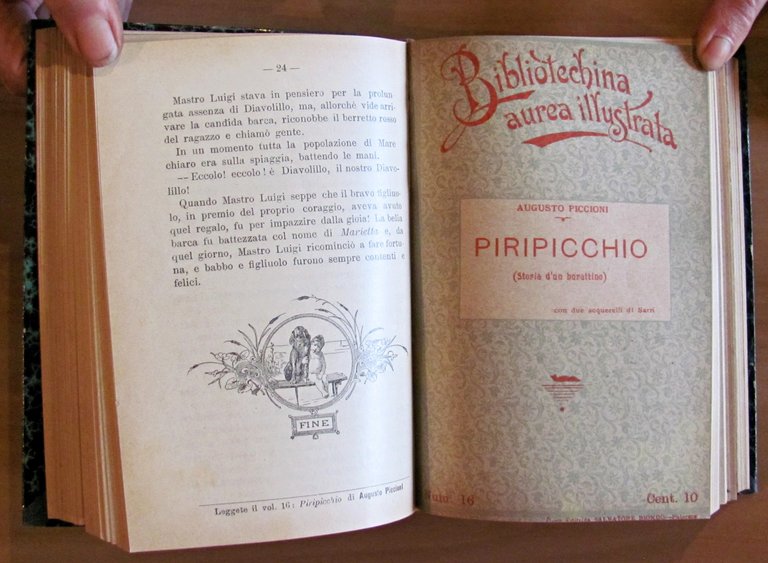 — 24 —
Mastro Luigi stava in pensiero per la prolun-
gata assenza di Diavolillo, ma, allorchè vide arri-
vare la candida barca, riconobbe il berretto rosso
del ragazzo e chiamò gente.
In un momento tutta la popolazione di Mare
chiaro era sulla spiaggia, battendo le mani.
— Eccolo! eccolo! è Diavolillo, il nostro Diavo-
lillo!
Quando Mastro Luigi seppe che il bravo figliuo-
lo, in premio del proprio coraggio, aveva avuto
quel regalo, fu per impazzire dalla gioia! La bella
barca fu battezzata col nome di Marietta e, da
quel giorno, Mastro Luigi ricominciò a fare fortu-
na, e babbo e figliuolo furono sempre contenti e
felici.
FINE
Leggete il vol. 16: Piripicchio di Augusto Piccioni
Bibliotechina
aurea illustrata
AUGUSTO PICCIONI
PIRIPICCHIO
(Storia d'un burattino)
con due acquerelli di Sarri
16
Cent. 10
SALVATORE BIONDO - Palermo